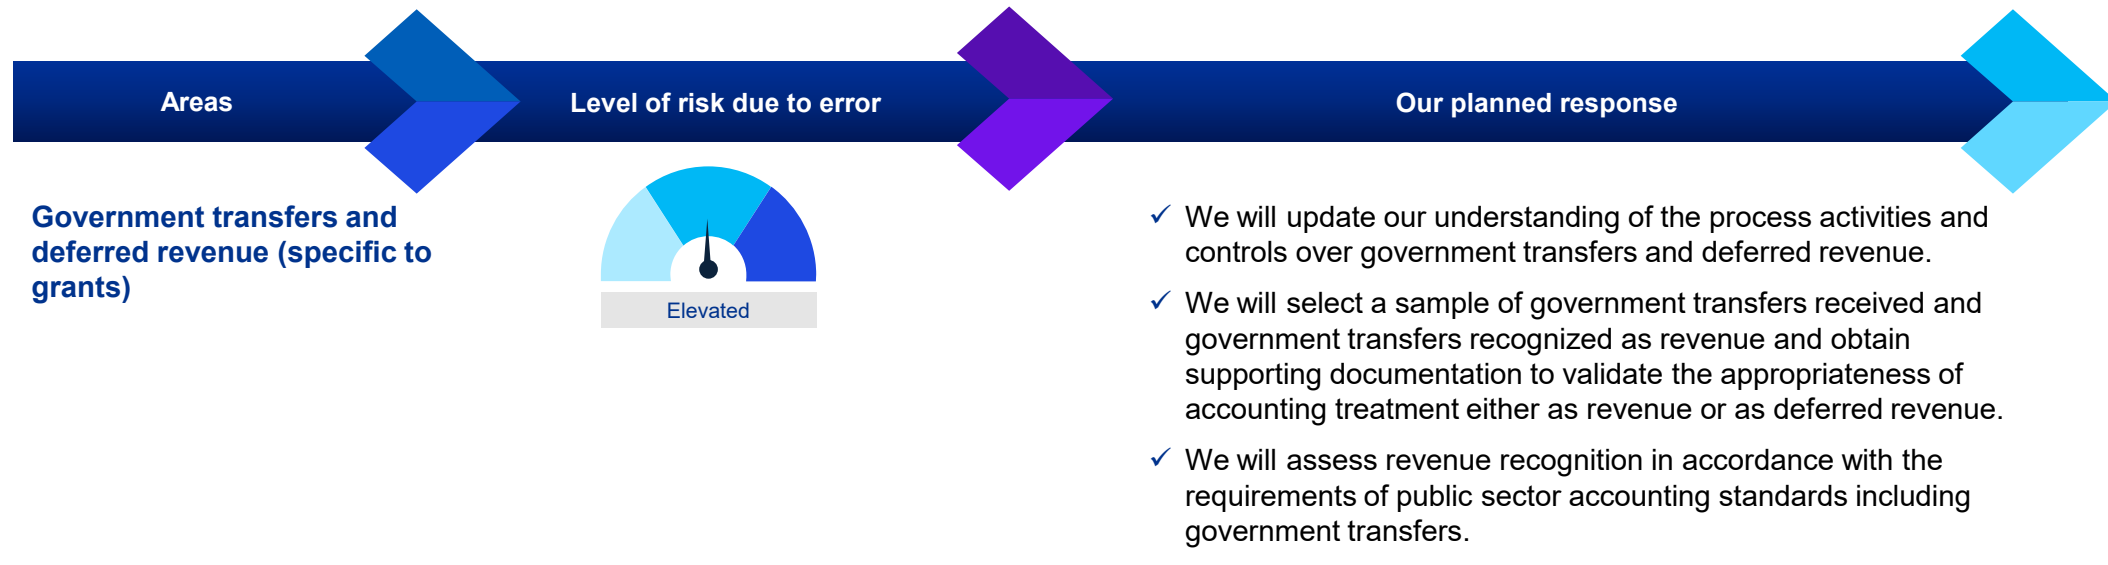 Areas
Level of risk due to error
Our planned response
Government transfers and
deferred revenue (specific to
grants)
Elevated
✓ We will update our understanding of the process activities and
controls over government transfers and deferred revenue.
✓ We will select a sample of government transfers received and
government transfers recognized as revenue and obtain
supporting documentation to validate the appropriateness of
accounting treatment either as revenue or as deferred revenue.
✓ We will assess revenue recognition in accordance with the
requirements of public sector accounting standards including
government transfers.